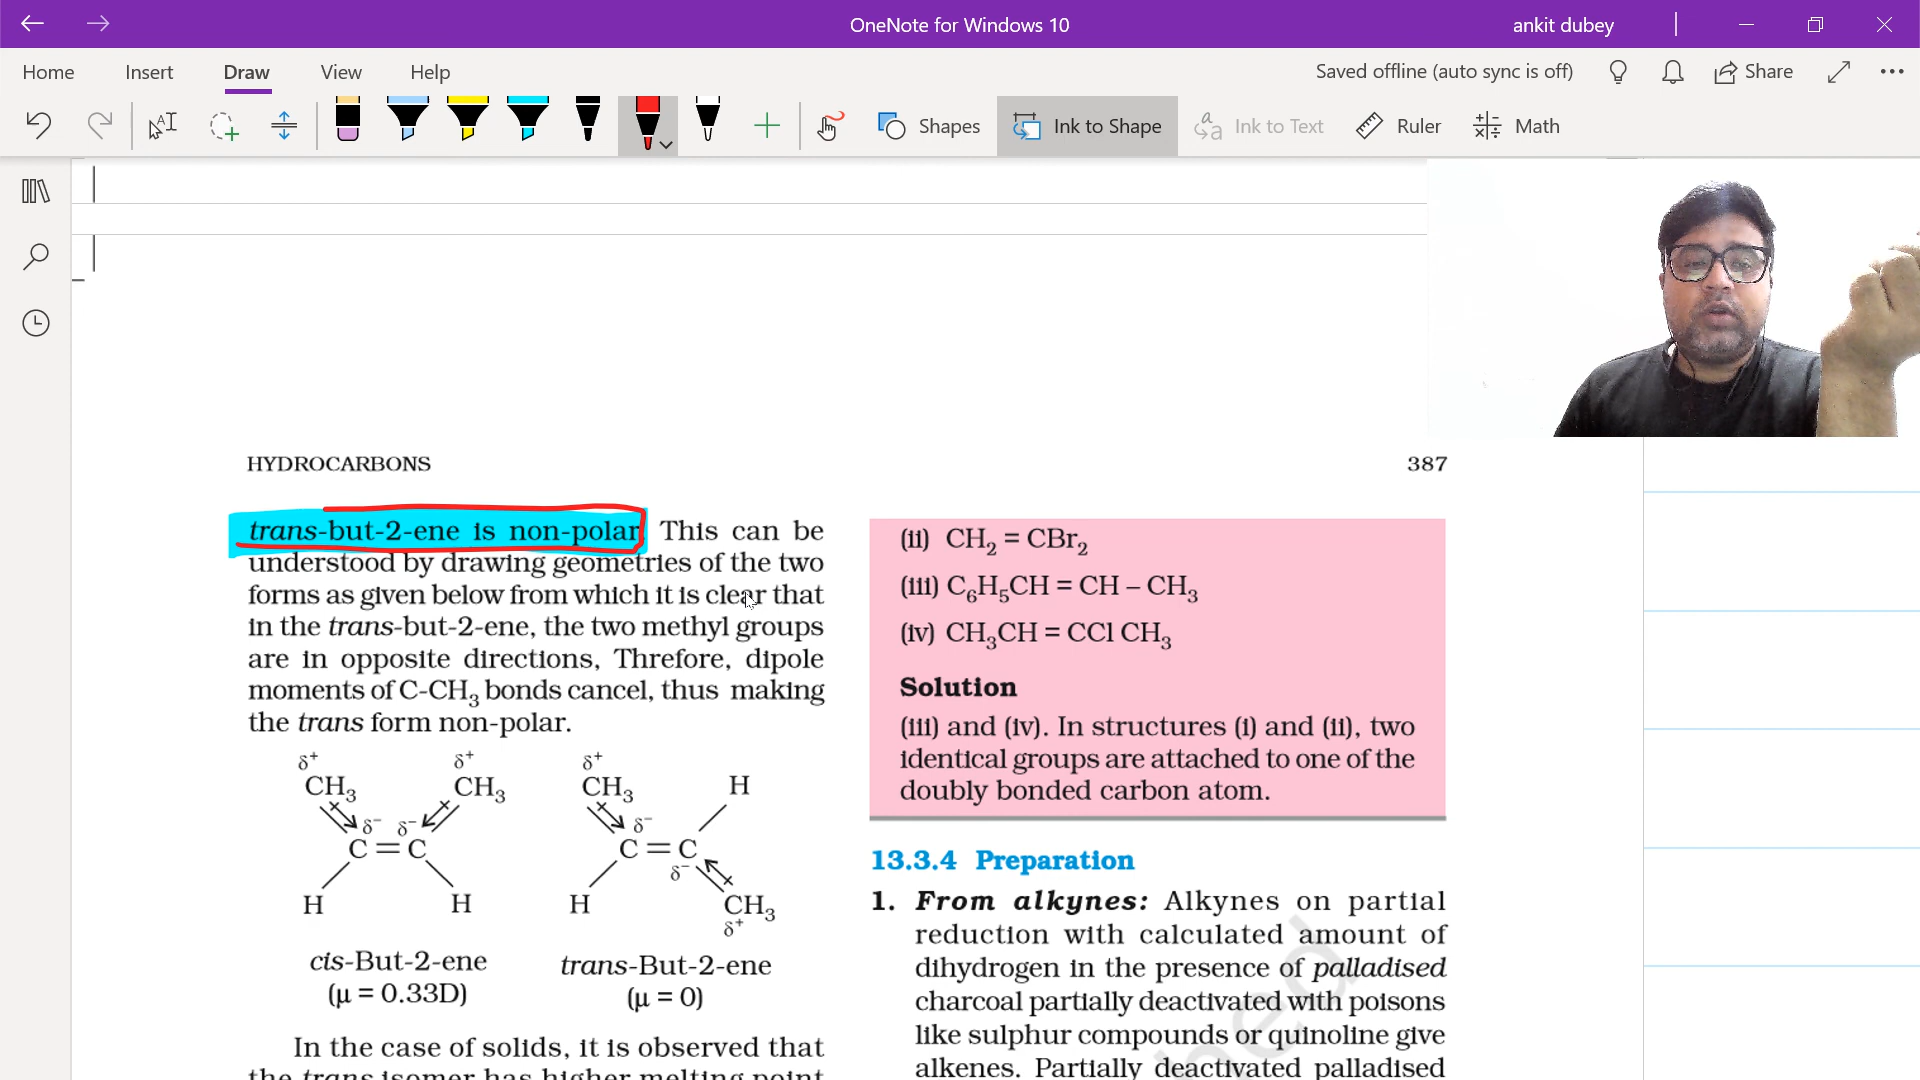 OneNote for Windows 10
ankit dubey
Home Insert Draw View Help
Saved offline (auto sync is off) Share
Shapes Ink to Shape Ink to Text Ruler Math
HYDROCARBONS 387
trans-but-2-ene is non-polar. This can be
understood by drawing geometries of the two
forms as given below from which it is clear that
in the trans-but-2-ene, the two methyl groups
are in opposite directions, Threfore, dipole
moments of C-CH₃ bonds cancel, thus making
the trans form non-polar.
δ⁺ δ⁺
CH₃ CH₃
δ⁻ δ⁻
C=C
H H
cis-But-2-ene
(μ = 0.33D)
δ⁺
CH₃ H
δ⁻
C=C
δ⁻
H CH₃
δ⁺
trans-But-2-ene
(μ = 0)
In the case of solids, it is observed that
the trans isomer has higher melting point
(ii) CH₂ = CBr₂
(iii) C₆H₅CH = CH – CH₃
(iv) CH₃CH = CCl CH₃
Solution
(iii) and (iv). In structures (i) and (ii), two
identical groups are attached to one of the
doubly bonded carbon atom.
13.3.4 Preparation
1. From alkynes: Alkynes on partial
reduction with calculated amount of
dihydrogen in the presence of palladised
charcoal partially deactivated with poisons
like sulphur compounds or quinoline give
alkenes. Partially deactivated palladised